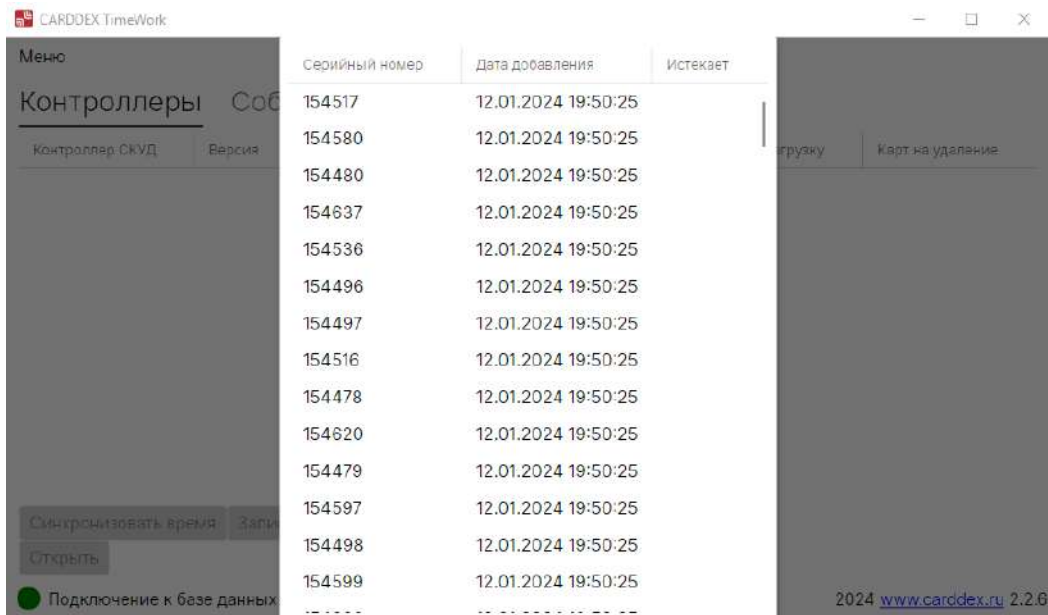 CARDDEX TimeWork
Меню
Контроллеры Соб
Контроллер СКУД Версия грузку Карт на удаление
Серийный номер Дата добавления Истекает
154517 12.01.2024 19:50:25
154580 12.01.2024 19:50:25
154480 12.01.2024 19:50:25
154637 12.01.2024 19:50:25
154536 12.01.2024 19:50:25
154496 12.01.2024 19:50:25
154497 12.01.2024 19:50:25
154516 12.01.2024 19:50:25
154478 12.01.2024 19:50:25
154620 12.01.2024 19:50:25
154479 12.01.2024 19:50:25
154597 12.01.2024 19:50:25
154498 12.01.2024 19:50:25
154599 12.01.2024 19:50:25
Синхронизовать время Запи
Открыть
Подключение к базе данных
2024 www.carddex.ru 2.2.6